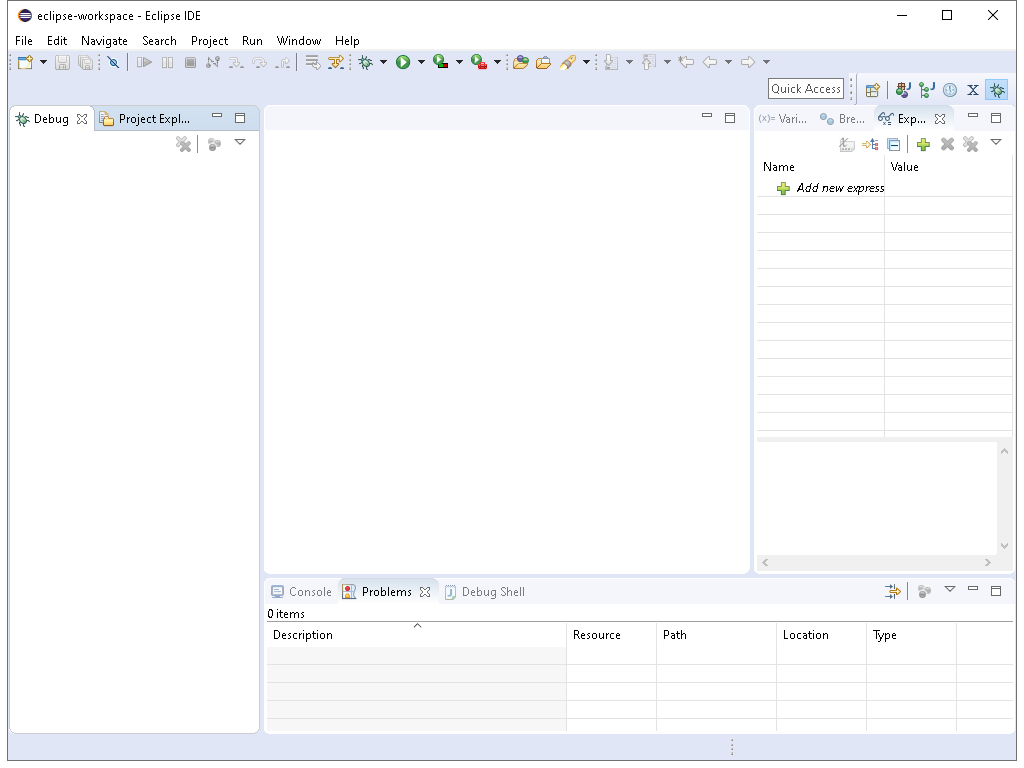 eclipse-workspace - Eclipse IDE
File Edit Navigate Search Project Run Window Help
Quick Access
Debug Project Expl...
(x)= Vari... Bre... Exp...
Name Value
Add new express
Console Problems Debug Shell
0 items
Description Resource Path Location Type